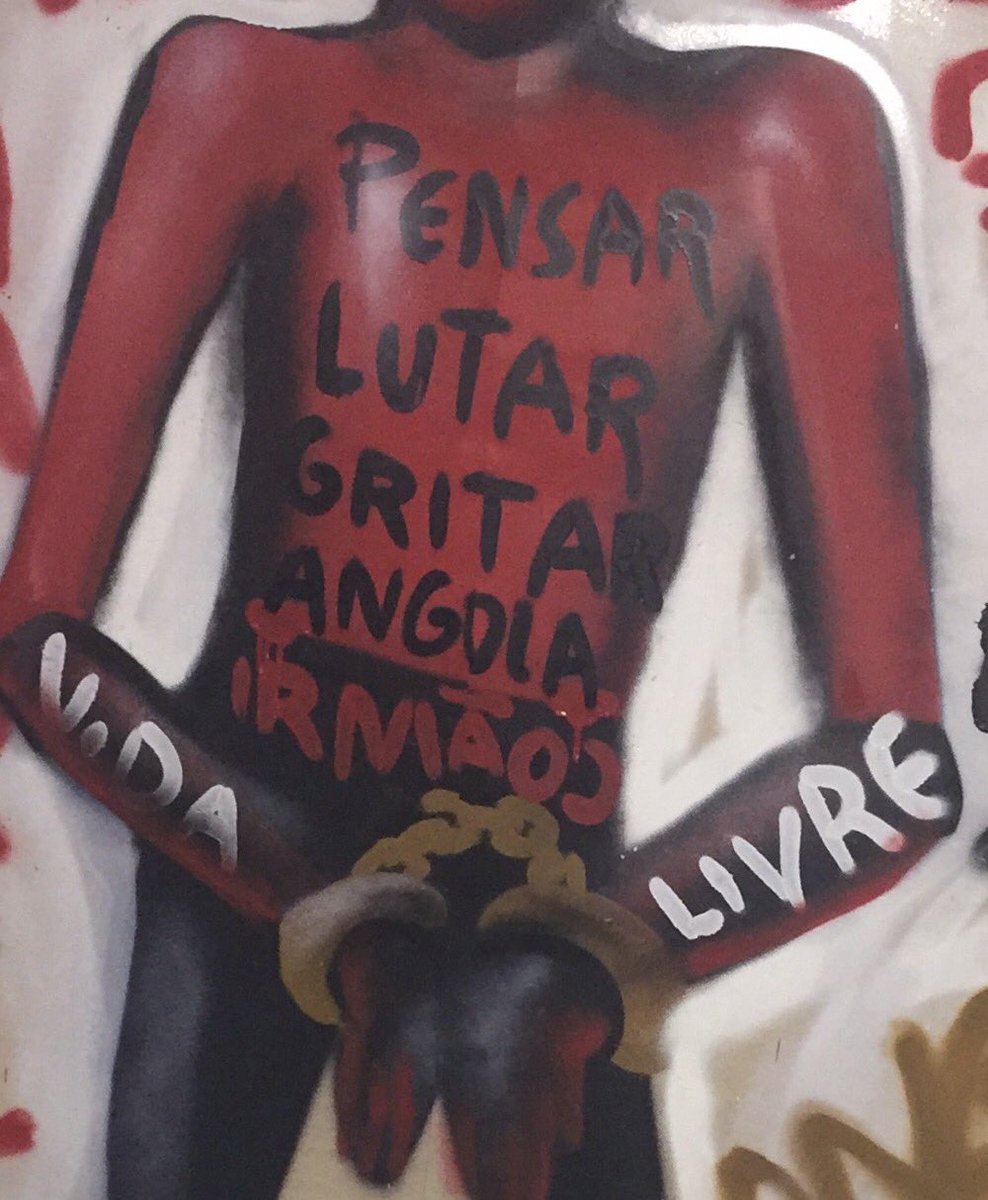 PENSAR
LUTAR
GRITAR
ANGOLA
IRMÃOS
ViDA
LIVRE